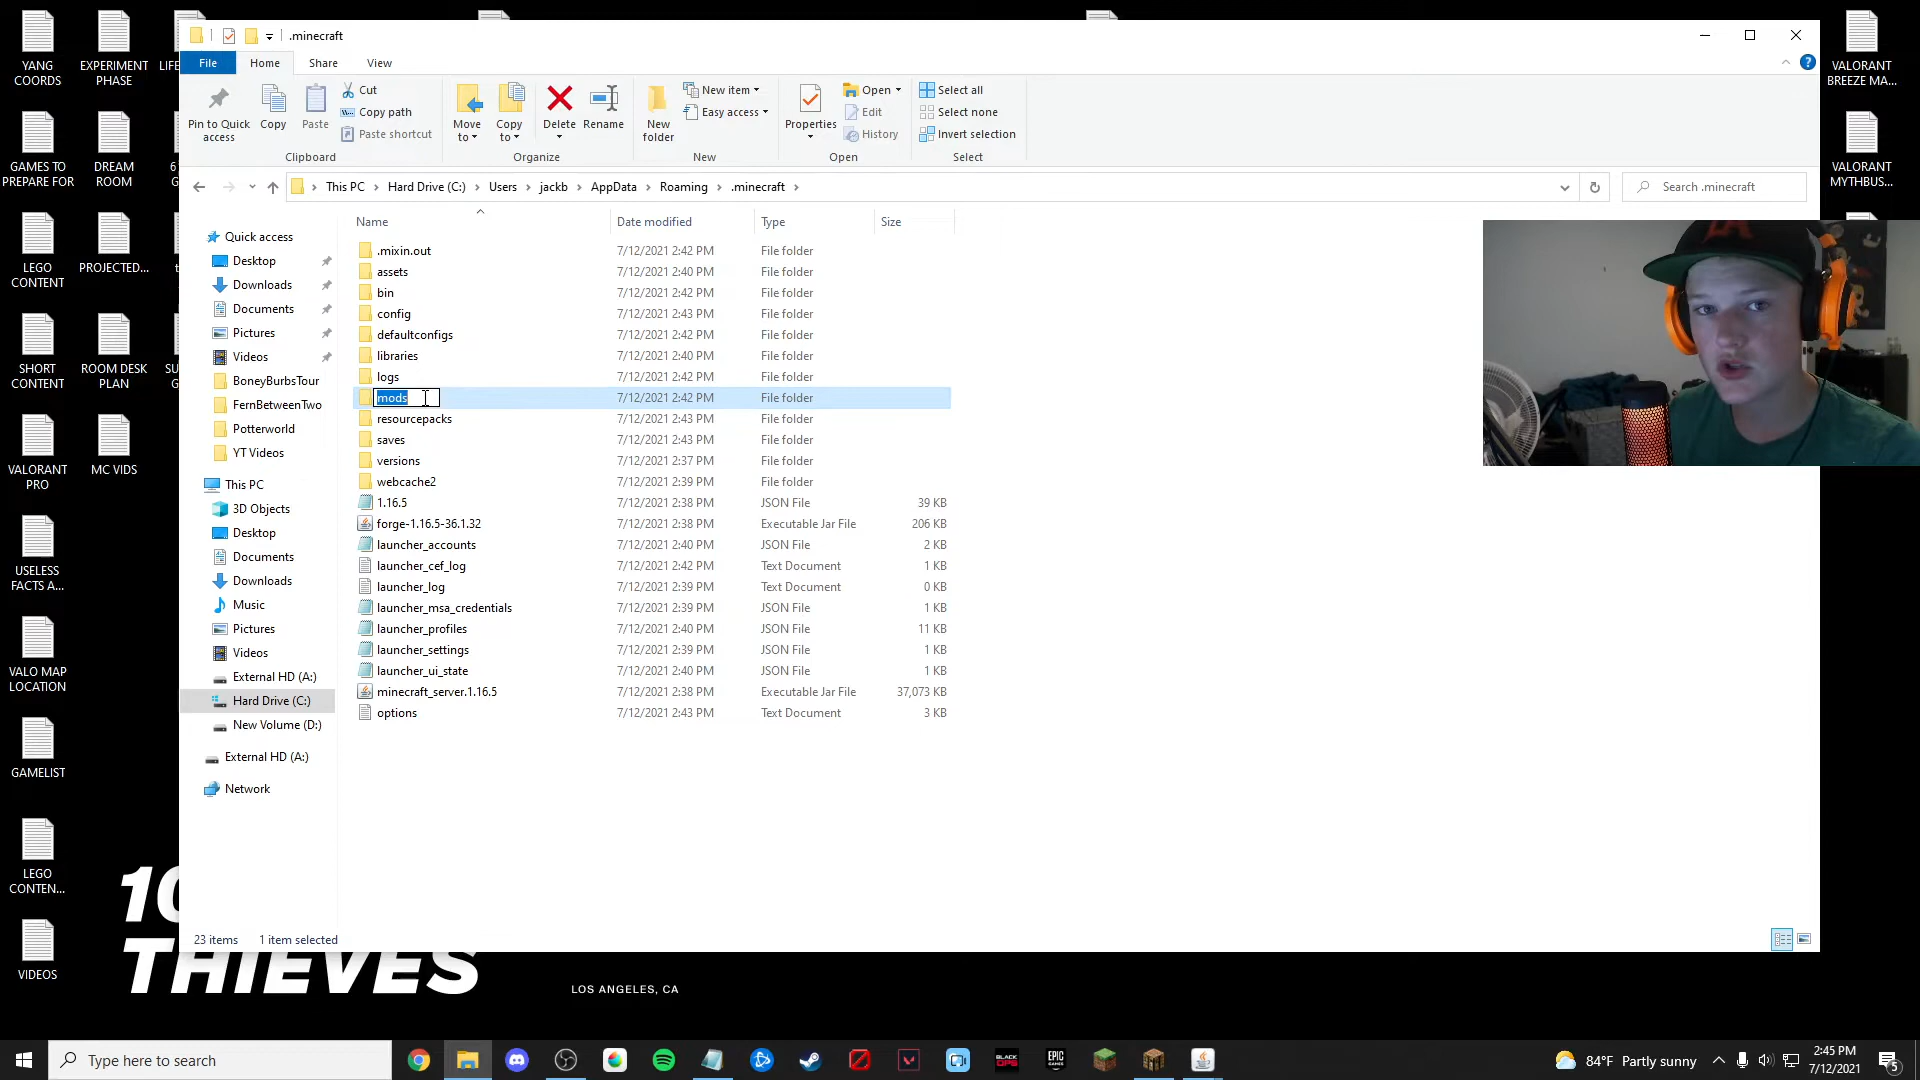 .minecraft
File Home Share View
Pin to Quick access
Copy
Paste
Cut
Copy path
Paste shortcut
Clipboard
Move to
Copy to
Delete
Rename
Organize
New folder
New item
Easy access
New
Properties
Open
Edit
History
Open
Select all
Select none
Invert selection
Select
This PC > Hard Drive (C:) > Users > jackb > AppData > Roaming > .minecraft >
Search .minecraft
Name Date modified Type Size
.mixin.out 7/12/2021 2:42 PM File folder
assets 7/12/2021 2:40 PM File folder
bin 7/12/2021 2:42 PM File folder
config 7/12/2021 2:43 PM File folder
defaultconfigs 7/12/2021 2:42 PM File folder
libraries 7/12/2021 2:40 PM File folder
logs 7/12/2021 2:42 PM File folder
mods 7/12/2021 2:42 PM File folder
resourcepacks 7/12/2021 2:43 PM File folder
saves 7/12/2021 2:43 PM File folder
versions 7/12/2021 2:37 PM File folder
webcache2 7/12/2021 2:39 PM File folder
1.16.5 7/12/2021 2:38 PM JSON File 39 KB
forge-1.16.5-36.1.32 7/12/2021 2:38 PM Executable Jar File 206 KB
launcher_accounts 7/12/2021 2:40 PM JSON File 2 KB
launcher_cef_log 7/12/2021 2:42 PM Text Document 1 KB
launcher_log 7/12/2021 2:39 PM Text Document 0 KB
launcher_msa_credentials 7/12/2021 2:39 PM JSON File 1 KB
launcher_profiles 7/12/2021 2:40 PM JSON File 11 KB
launcher_settings 7/12/2021 2:39 PM JSON File 1 KB
launcher_ui_state 7/12/2021 2:40 PM JSON File 1 KB
minecraft_server.1.16.5 7/12/2021 2:38 PM Executable Jar File 37,073 KB
options 7/12/2021 2:43 PM Text Document 3 KB
Quick access
Desktop
Downloads
Documents
Pictures
Videos
BoneyBurbsTour
FernBetweenTwo
Potterworld
YT Videos
This PC
3D Objects
Desktop
Documents
Downloads
Music
Pictures
Videos
External HD (A:)
Hard Drive (C:)
New Volume (D:)
External HD (A:)
Network
23 items 1 item selected
YANG COORDS
EXPERIMENT PHASE
GAMES TO PREPARE FOR
DREAM ROOM
LEGO CONTENT
PROJECTED...
SHORT CONTENT
ROOM DESK PLAN
VALORANT PRO
MC VIDS
USELESS FACTS A...
VALO MAP LOCATION
GAMELIST
LEGO CONTEN...
VIDEOS
VALORANT BREEZE MA...
VALORANT MYTHBUS...
THIEVES
LOS ANGELES, CA
Type here to search
BLACK OPS
EPIC GAMES
84°F Partly sunny
2:45 PM
7/12/2021
5